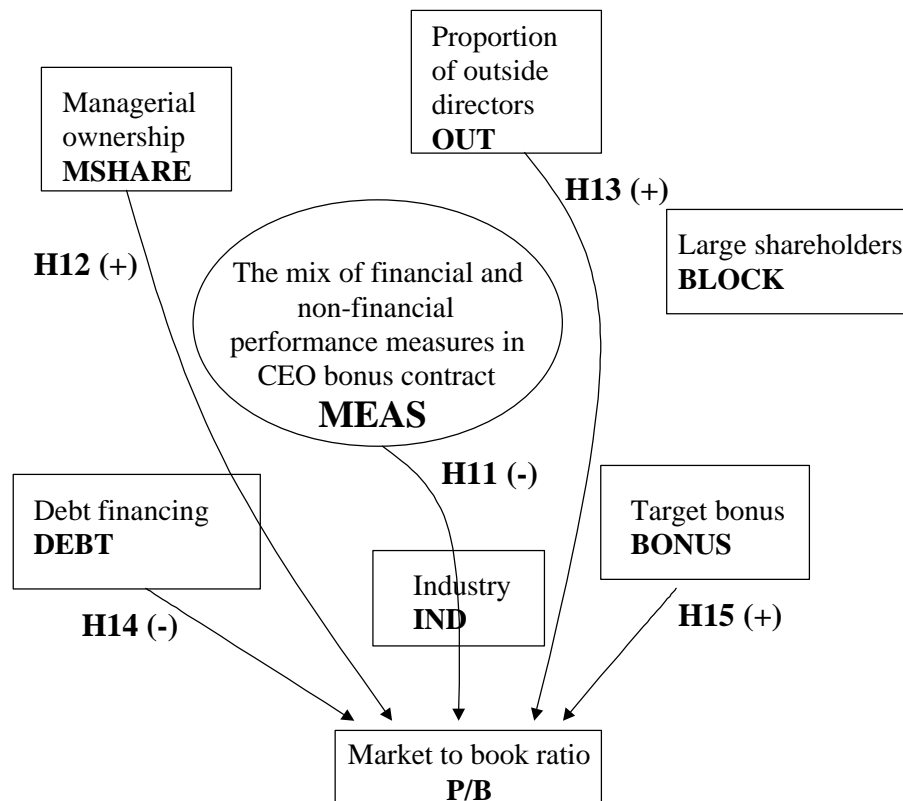 Proportion
of outside
directors
OUT
Managerial
ownership
MSHARE
H13 (+)
Large shareholders
BLOCK
H12 (+)
The mix of financial and
non-financial
performance measures in
CEO bonus contract
MEAS
H11 (-)
Debt financing
DEBT
Target bonus
BONUS
Industry
IND
H14 (-)
H15 (+)
Market to book ratio
P/B